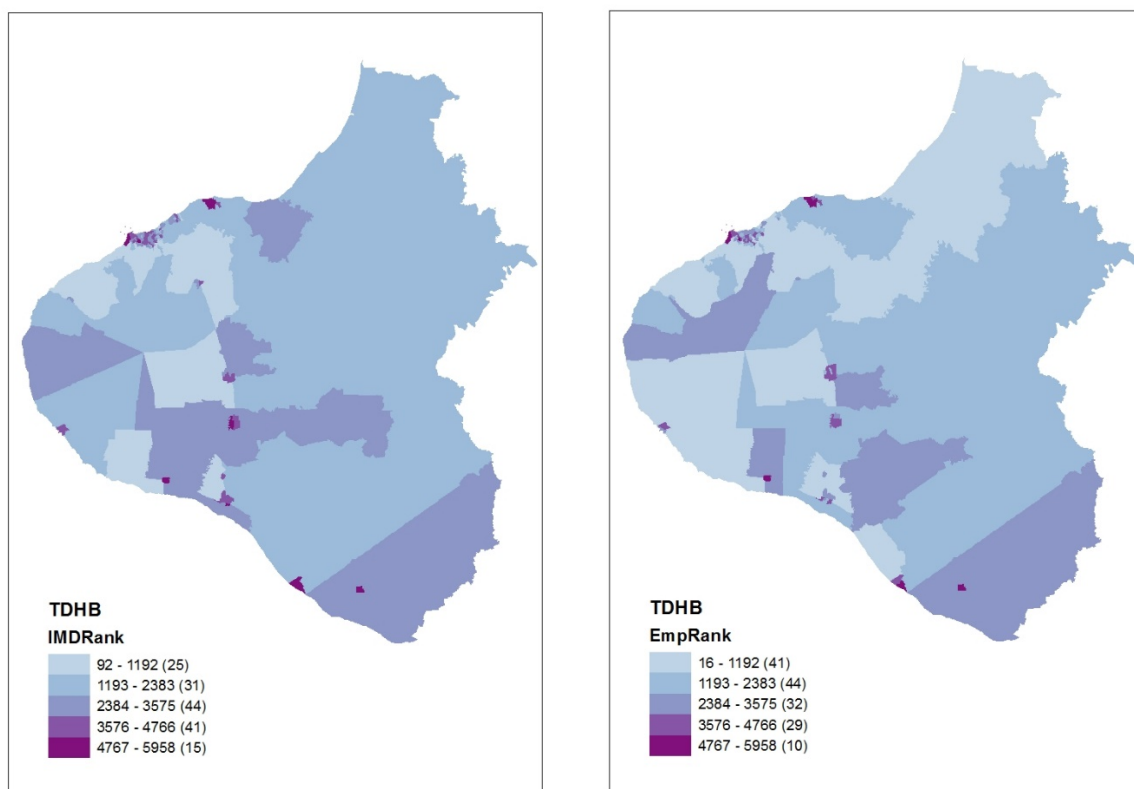 TDHB
IMDRank
92 - 1192 (25)
1193 - 2383 (31)
2384 - 3575 (44)
3576 - 4766 (41)
4767 - 5958 (15)
TDHB
EmpRank
16 - 1192 (41)
1193 - 2383 (44)
2384 - 3575 (32)
3576 - 4766 (29)
4767 - 5958 (10)